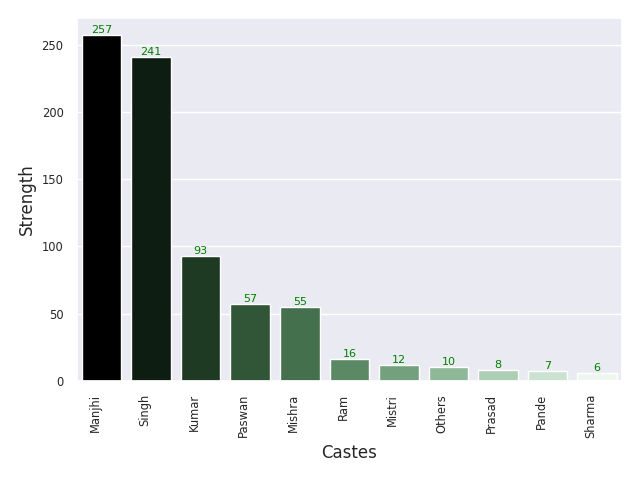 257
241
93
57
55
16
12
10
8
7
6
250
200
150
100
50
0
Strength
Manjhi
Singh
Kumar
Paswan
Mishra
Ram
Mistri
Others
Prasad
Pande
Sharma
Castes